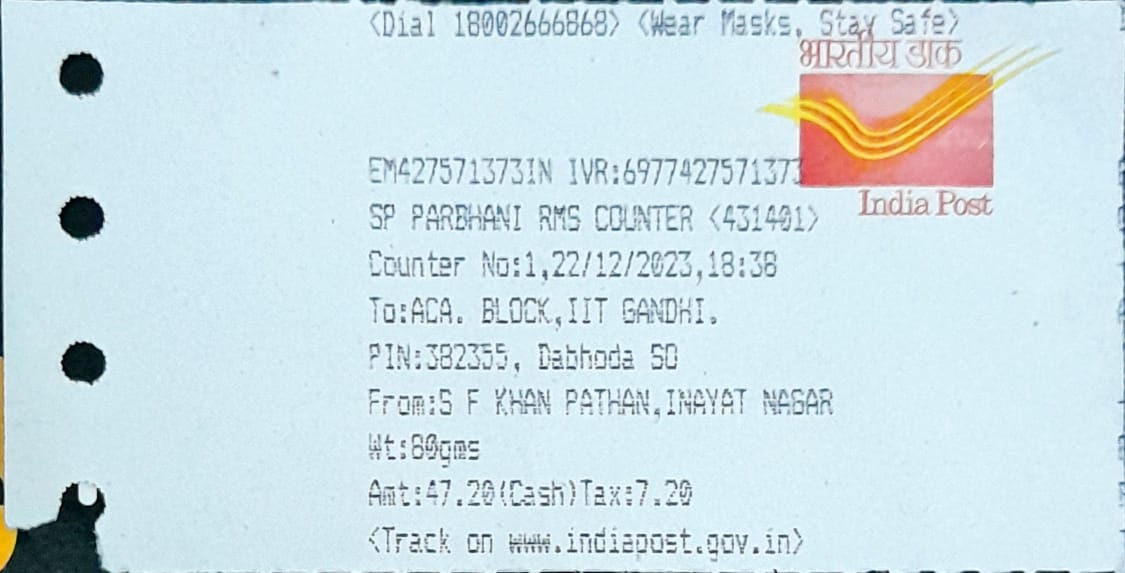 <Dial 18002666868> <Wear Masks, Stay Safe>
भारतीय डाक
EM427571373IN IVR:6977427571373
India Post
SP PARBHANI RMS COUNTER <431401>
Counter No:1,22/12/2023,18:38
To:ACA. BLOCK,IIT GANDHI.
PIN:382355, Dabhoda SO
From:S F KHAN PATHAN,INAYAT NAGAR
Wt:80gms
Amt:47.20(Cash)Tax:7.20
<Track on www.indiapost.gov.in>